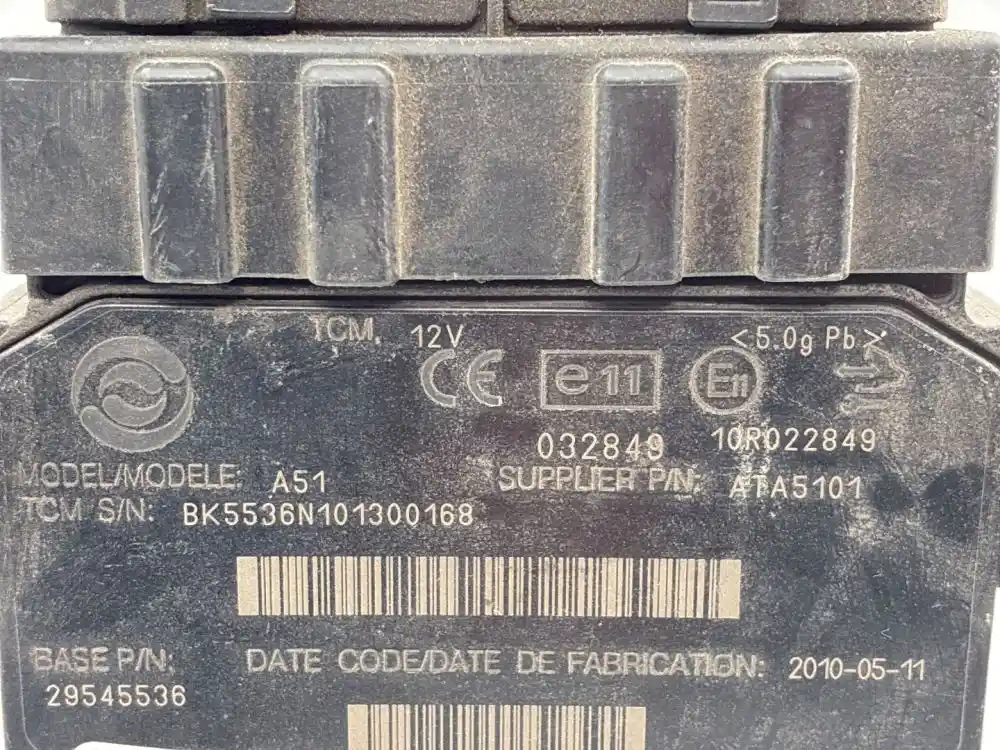 TCM, 12V <5.0g Pb>
CE e11 E11
032849 10R022849
MODEL/MODELE: A51 SUPPLIER P/N: ATA5101
TCM S/N: BK5536N101300168
BASE P/N: DATE CODE/DATE DE FABRICATION: 2010-05-11
29545536